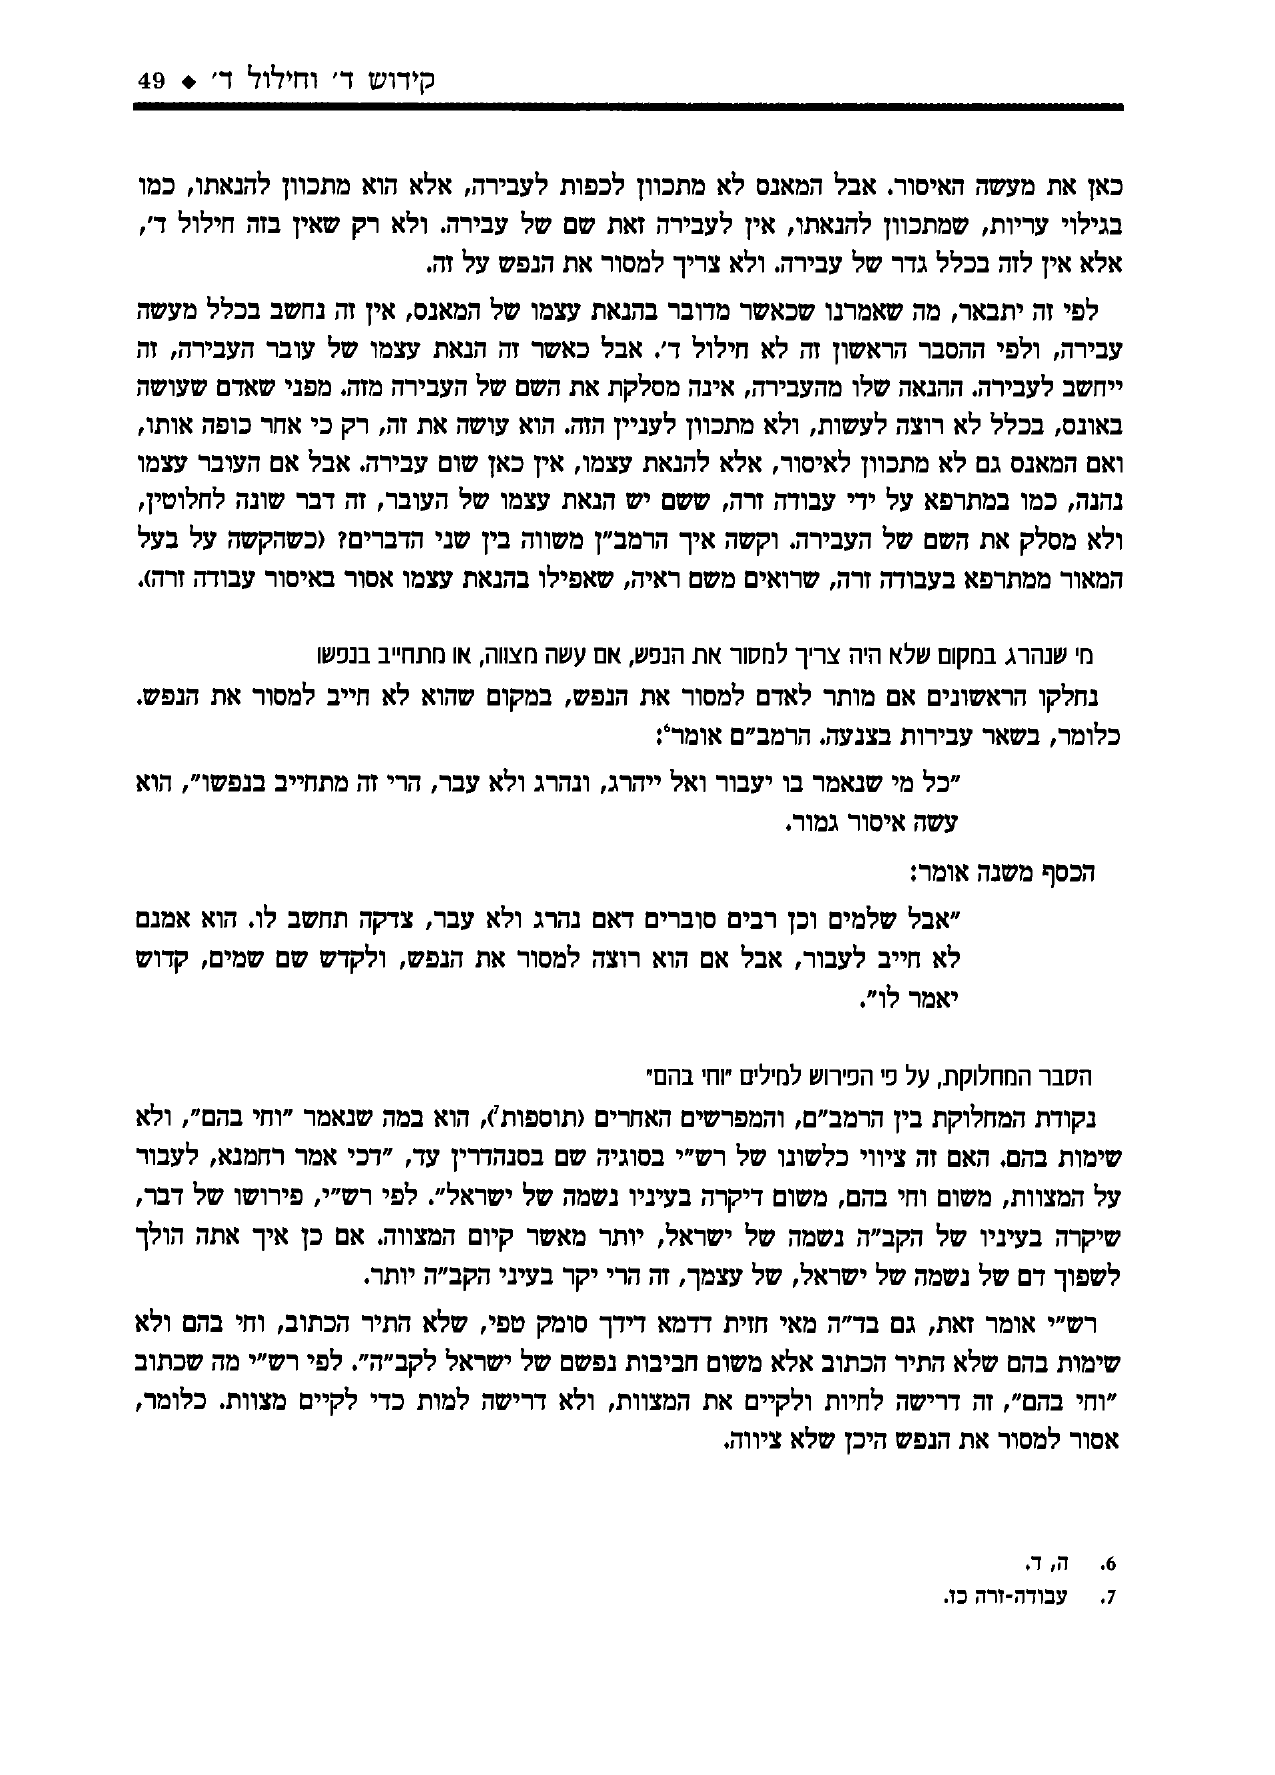 קידוש ד' וחילול ד' ♦ 49
כאן את מעשה האיסור. אבל המאנס לא מתכוון לכפות לעבירה, אלא הוא מתכוון להנאתו, כמו
בגילוי עריות, שמתכוון להנאתו, אין לעבירה זאת שם של עבירה. ולא רק שאין בזה חילול ד',
אלא אין לזה בכלל גדר של עבירה. ולא צריך למסור את הנפש על זה.
לפי זה יתבאר, מה שאמרנו שכאשר מדובר בהנאת עצמו של המאנס, אין זה נחשב בכלל מעשה
עבירה, ולפי ההסבר הראשון זה לא חילול ד'. אבל כאשר זה הנאת עצמו של עובר העבירה, זה
ייחשב לעבירה. ההנאה שלו מהעבירה, אינה מסלקת את השם של העבירה מזה. מפני שאדם שעושה
באונס, בכלל לא רוצה לעשות, ולא מתכוון לעניין הזה. הוא עושה את זה, רק כי אחר כופה אותו,
ואם המאנס גם לא מתכוון לאיסור, אלא להנאת עצמו, אין כאן שום עבירה. אבל אם העובר עצמו
נהנה, כמו במתרפא על ידי עבודה זרה, ששם יש הנאת עצמו של העובר, זה דבר שונה לחלוטין,
ולא מסלק את השם של העבירה. וקשה איך הרמב"ן משווה בין שני הדברים? (כשהקשה על בעל
המאור ממתרפא בעבודה זרה, שרואים משם ראיה, שאפילו בהנאת עצמו אסור באיסור עבודה זרה).
מי שנהרג במקום שלא היה צריך למסור את הנפש, אם עשה מצווה, או מתחייב בנפשו
נחלקו הראשונים אם מותר לאדם למסור את הנפש, במקום שהוא לא חייב למסור את הנפש.
כלומר, בשאר עבירות בצנעה. הרמב"ם אומר6:
"כל מי שנאמר בו יעבור ואל ייהרג, ונהרג ולא עבר, הרי זה מתחייב בנפשו", הוא
עשה איסור גמור.
הכסף משנה אומר:
"אבל שלמים וכן רבים סוברים דאם נהרג ולא עבר, צדקה תחשב לו. הוא אמנם
לא חייב לעבור, אבל אם הוא רוצה למסור את הנפש, ולקדש שם שמים, קדוש
יאמר לו".
הסבר המחלוקת, על פי הפירוש למילים "וחי בהם"
נקודת המחלוקת בין הרמב"ם, והמפרשים האחרים (תוספות7), הוא במה שנאמר "וחי בהם", ולא
שימות בהם. האם זה ציווי כלשונו של רש"י בסוגיה שם בסנהדרין עד, "דכי אמר רחמנא, לעבור
על המצוות, משום וחי בהם, משום דיקרה בעיניו נשמה של ישראל". לפי רש"י, פירושו של דבר,
שיקרה בעיניו של הקב"ה נשמה של ישראל, יותר מאשר קיום המצווה. אם כן איך אתה הולך
לשפוך דם של נשמה של ישראל, של עצמך, זה הרי יקר בעיני הקב"ה יותר.
רש"י אומר זאת, גם בד"ה מאי חזית דדמא דידך סומק טפי, שלא התיר הכתוב, וחי בהם ולא
שימות בהם שלא התיר הכתוב אלא משום חביבות נפשם של ישראל לקב"ה". לפי רש"י מה שכתוב
"וחי בהם", זה דרישה לחיות ולקיים את המצוות, ולא דרישה למות כדי לקיים מצוות. כלומר,
אסור למסור את הנפש היכן שלא ציווה.
6. ה, ד.
7. עבודה-זרה כז.